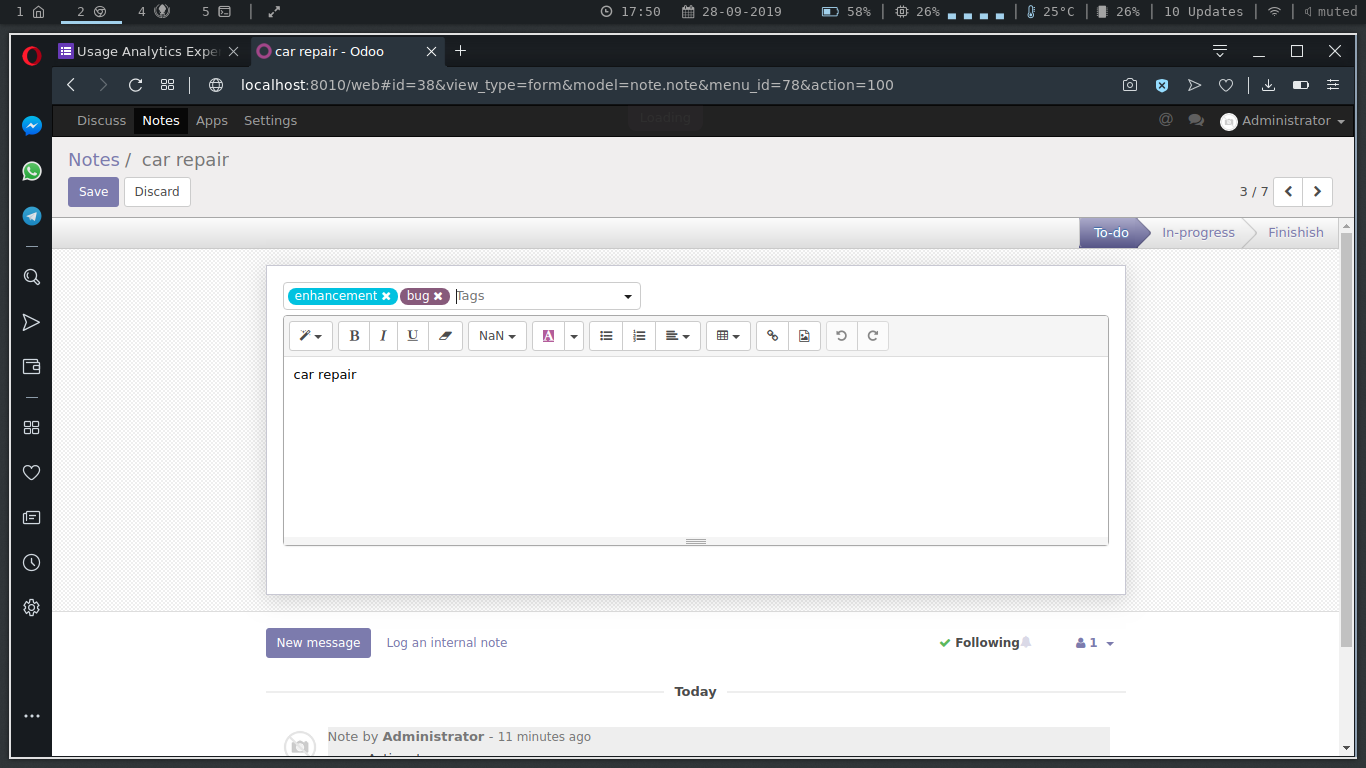 1 2 4 5 17:50 28-09-2019 58% 26% 25°C 26% 10 Updates muted
Usage Analytics Expe car repair - Odoo
localhost:8010/web#id=38&view_type=form&model=note.note&menu_id=78&action=100
Discuss Notes Apps Settings Loading @ Administrator
Notes / car repair
Save Discard 3 / 7
To-do In-progress Finishish
enhancement bug Tags
B I U NaN A
car repair
New message Log an internal note Following 1
Today
Note by Administrator - 11 minutes ago